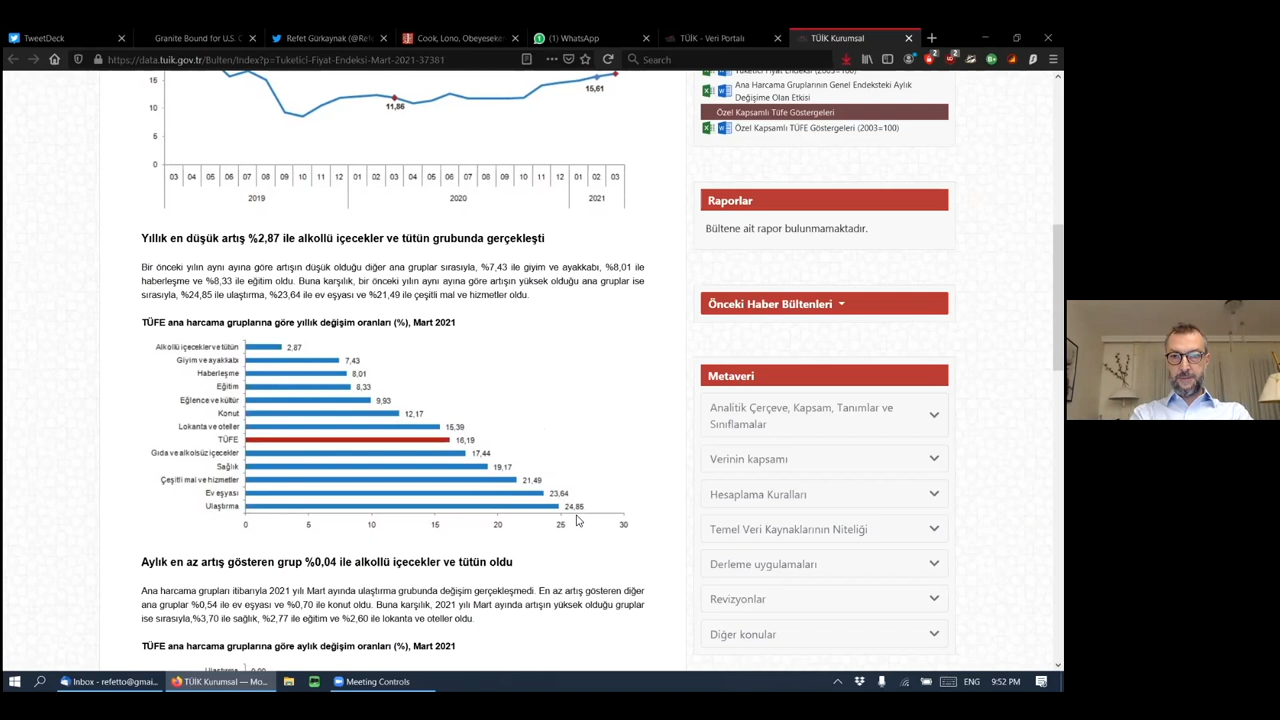 TweetDeck
Granite Bound for U.S. C
Refet Gürkaynak (@Refe
Cook, Lono, Obeyeseke
(1) WhatsApp
TÜİK - Veri Portalı
TÜİK Kurumsal
https://data.tuik.gov.tr/Bulten/Index?p=Tuketici-Fiyat-Endeksi-Mart-2021-37381
Search
15
10
5
0
11,86
15,61
03 04 05 06 07 08 09 10 11 12 01 02 03 04 05 06 07 08 09 10 11 12 01 02 03
2019 2020 2021
Yıllık en düşük artış %2,87 ile alkollü içecekler ve tütün grubunda gerçekleşti
Bir önceki yılın aynı ayına göre artışın düşük olduğu diğer ana gruplar sırasıyla, %7,43 ile giyim ve ayakkabı, %8,01 ile
haberleşme ve %8,33 ile eğitim oldu. Buna karşılık, bir önceki yılın aynı ayına göre artışın yüksek olduğu ana gruplar ise
sırasıyla, %24,85 ile ulaştırma, %23,64 ile ev eşyası ve %21,49 ile çeşitli mal ve hizmetler oldu.
TÜFE ana harcama gruplarına göre yıllık değişim oranları (%), Mart 2021
Alkollü içecekler ve tütün 2,87
Giyim ve ayakkabı 7,43
Haberleşme 8,01
Eğitim 8,33
Eğlence ve kültür 9,93
Konut 12,17
Lokanta ve oteller 15,39
TÜFE 16,19
Gıda ve alkolsüz içecekler 17,44
Sağlık 19,17
Çeşitli mal ve hizmetler 21,49
Ev eşyası 23,64
Ulaştırma 24,85
0 5 10 15 20 25 30
Aylık en az artış gösteren grup %0,04 ile alkollü içecekler ve tütün oldu
Ana harcama grupları itibarıyla 2021 yılı Mart ayında ulaştırma grubunda değişim gerçekleşmedi. En az artış gösteren diğer
ana gruplar %0,54 ile ev eşyası ve %0,70 ile konut oldu. Buna karşılık, 2021 yılı Mart ayında artışın yüksek olduğu gruplar
ise sırasıyla,%3,70 ile sağlık, %2,77 ile eğitim ve %2,60 ile lokanta ve oteller oldu.
TÜFE ana harcama gruplarına göre aylık değişim oranları (%), Mart 2021
Tüketici Fiyat Endeksi (2003=100)
Ana Harcama Gruplarının Genel Endeksteki Aylık
Değişime Olan Etkisi
Özel Kapsamlı Tüfe Göstergeleri
Özel Kapsamlı TÜFE Göstergeleri (2003=100)
Raporlar
Bültene ait rapor bulunmamaktadır.
Önceki Haber Bültenleri
Metaveri
Analitik Çerçeve, Kapsam, Tanımlar ve
Sınıflamalar
Verinin kapsamı
Hesaplama Kuralları
Temel Veri Kaynaklarının Niteliği
Derleme uygulamaları
Revizyonlar
Diğer konular
Inbox - refetto@gmai...
TÜİK Kurumsal — Mo...
Meeting Controls
ENG
9:52 PM